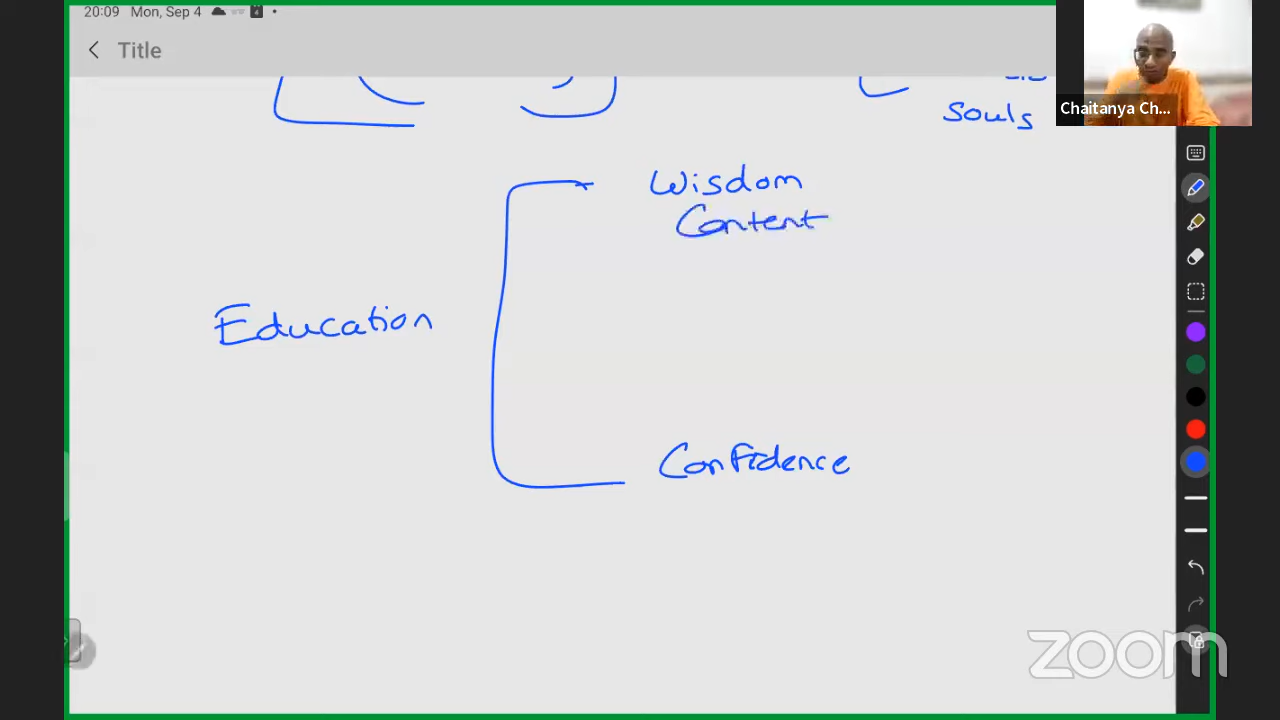 20:09 Mon, Sep 4
Title
Chaitanya Ch...
souls
Wisdom
Content
Education
Confidence
zoom